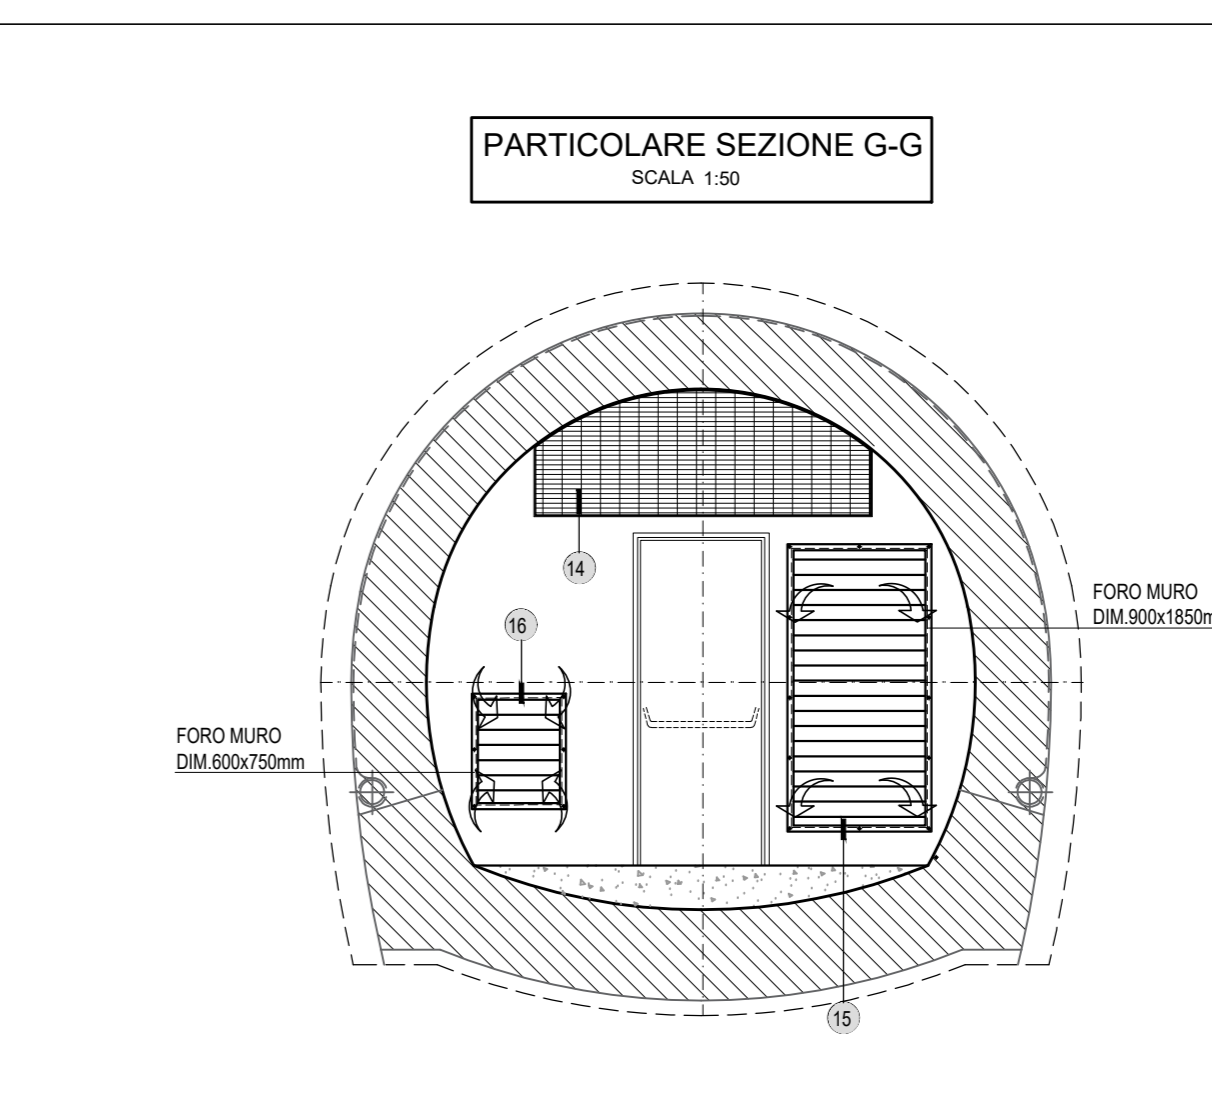 PARTICOLARE SEZIONE G-G
SCALA 1:50
14
FORO MURO
DIM.900x1850m
16
FORO MURO
DIM.600x750mm
15